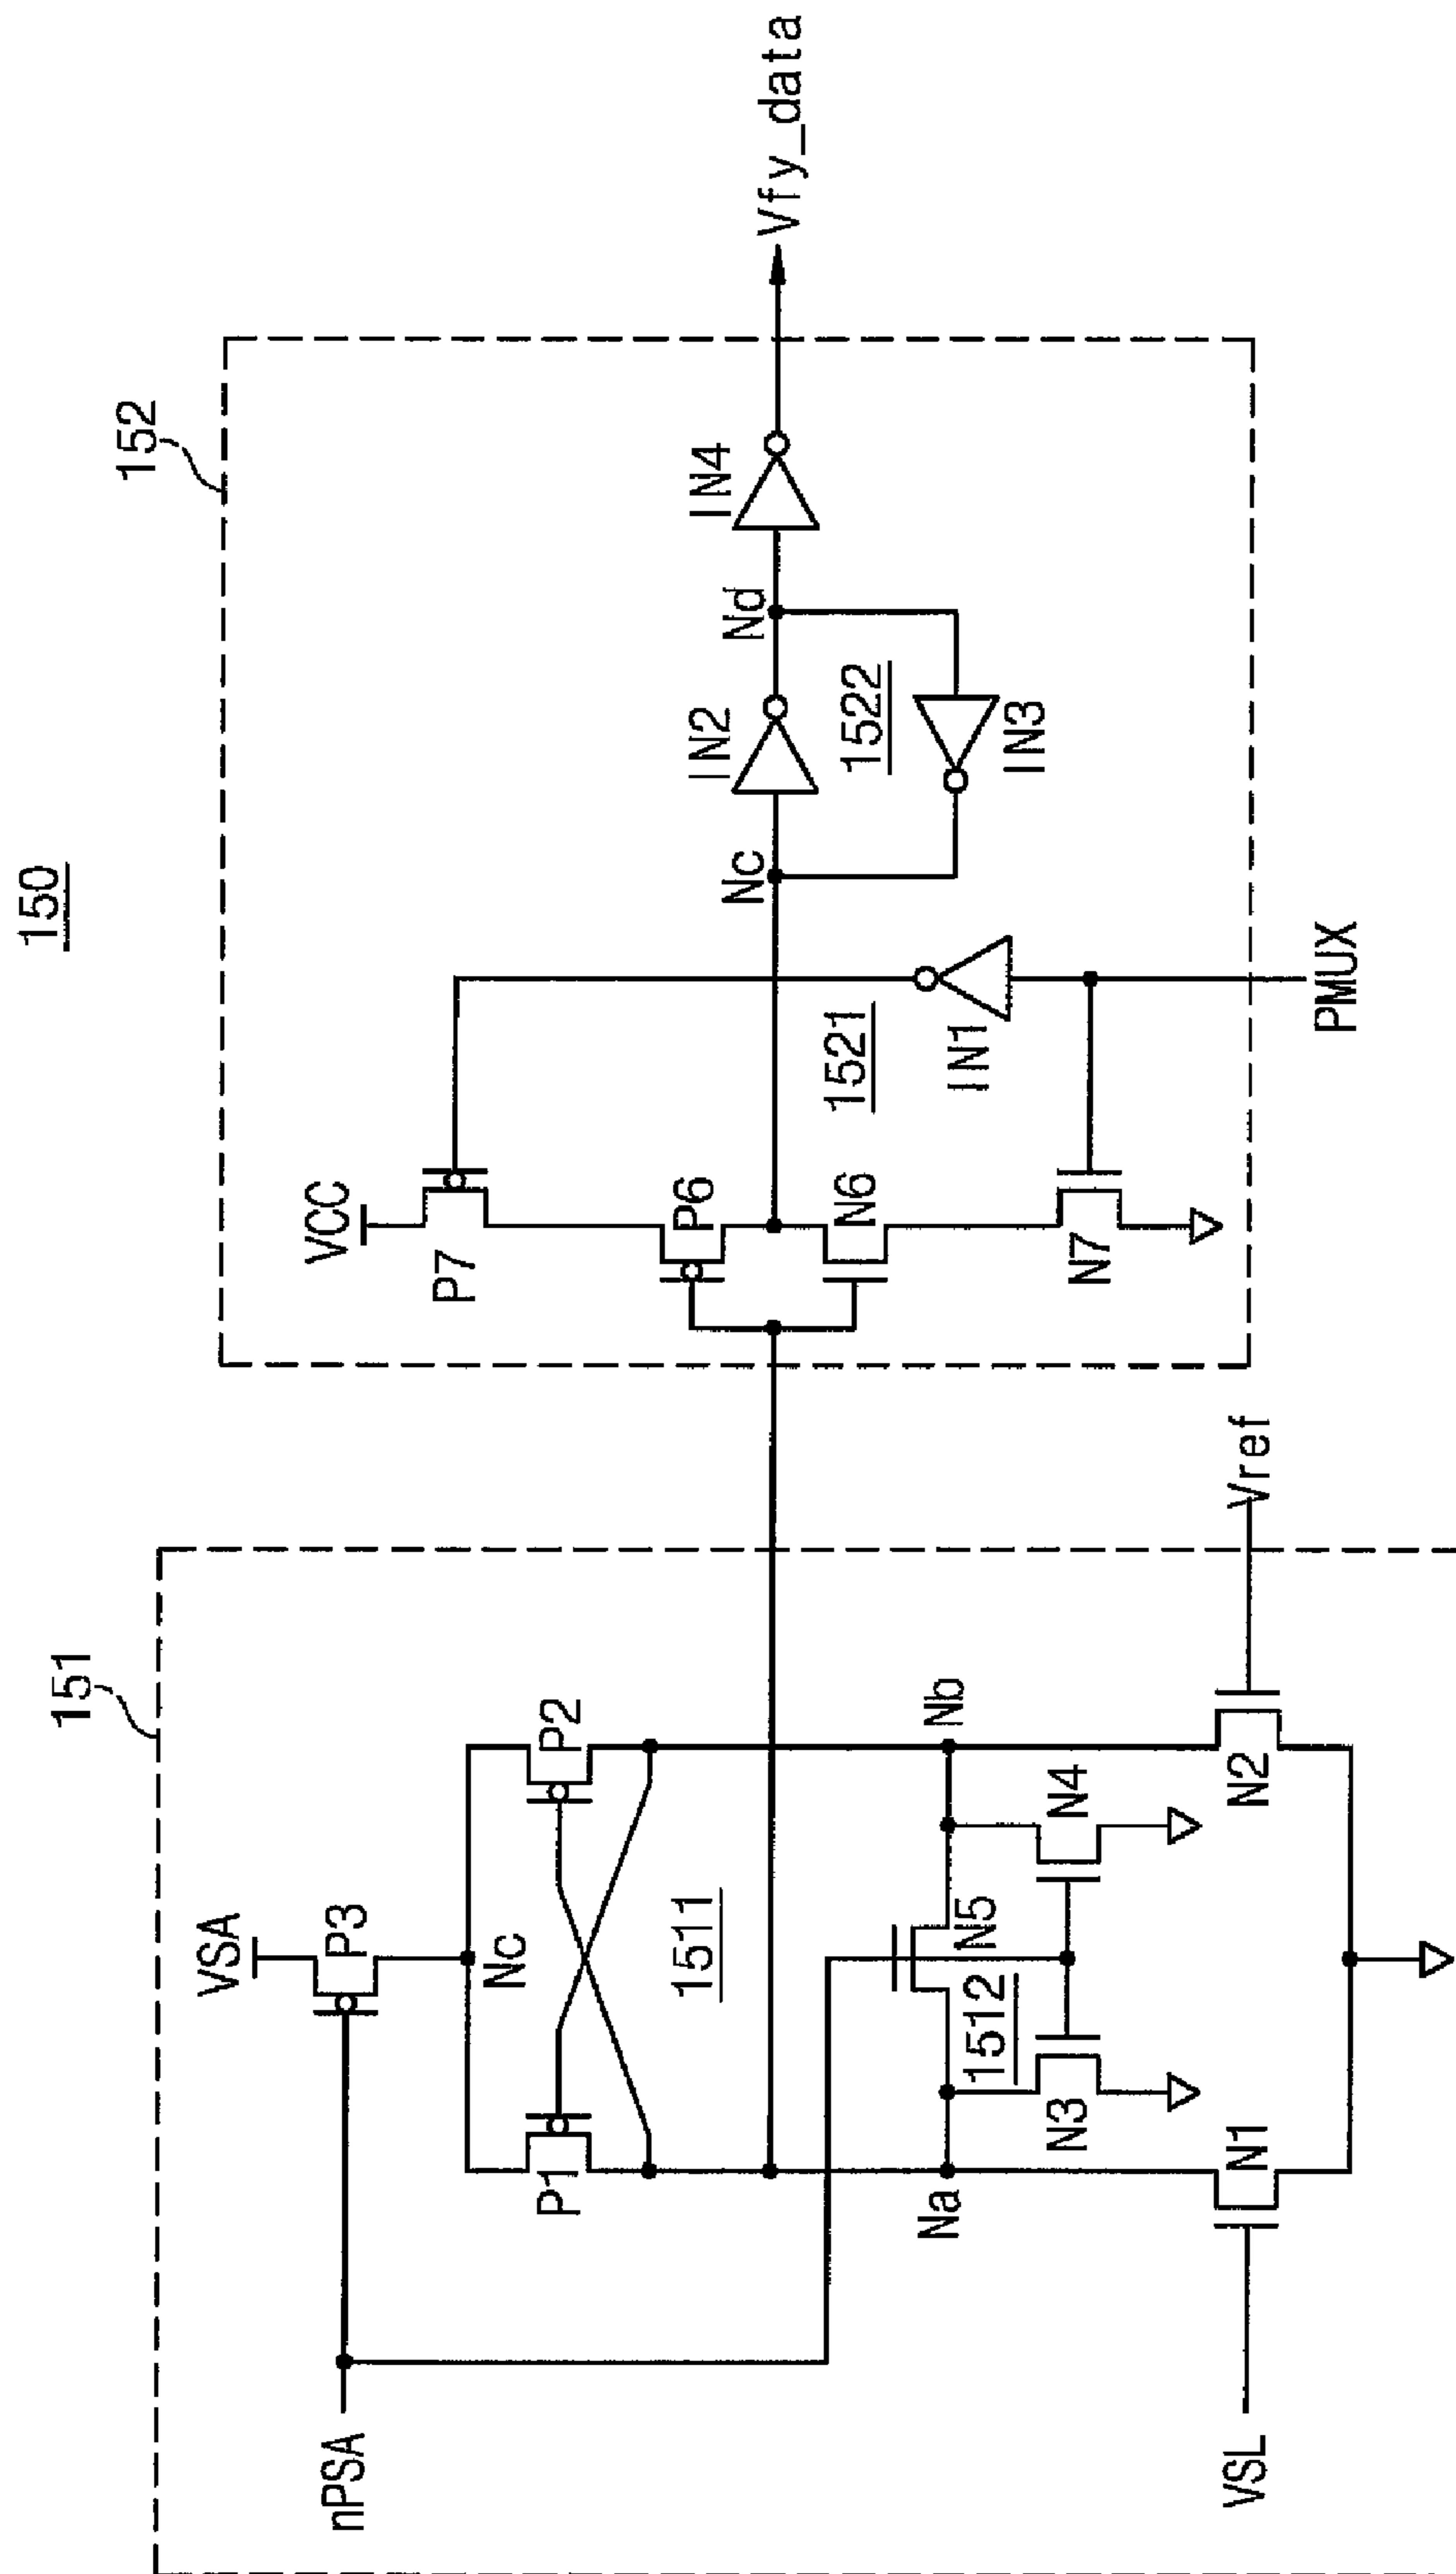 150
151
VSA
P3
nPSA
Nc
P1
P2
1511
Na
Nb
N5
1512
N3
N4
N1
N2
VSL
Vref
152
VCC
P7
P6
N6
N7
1521
IN1
PMUX
Nc
IN2
1522
IN3
Nd
IN4
Vfy_data